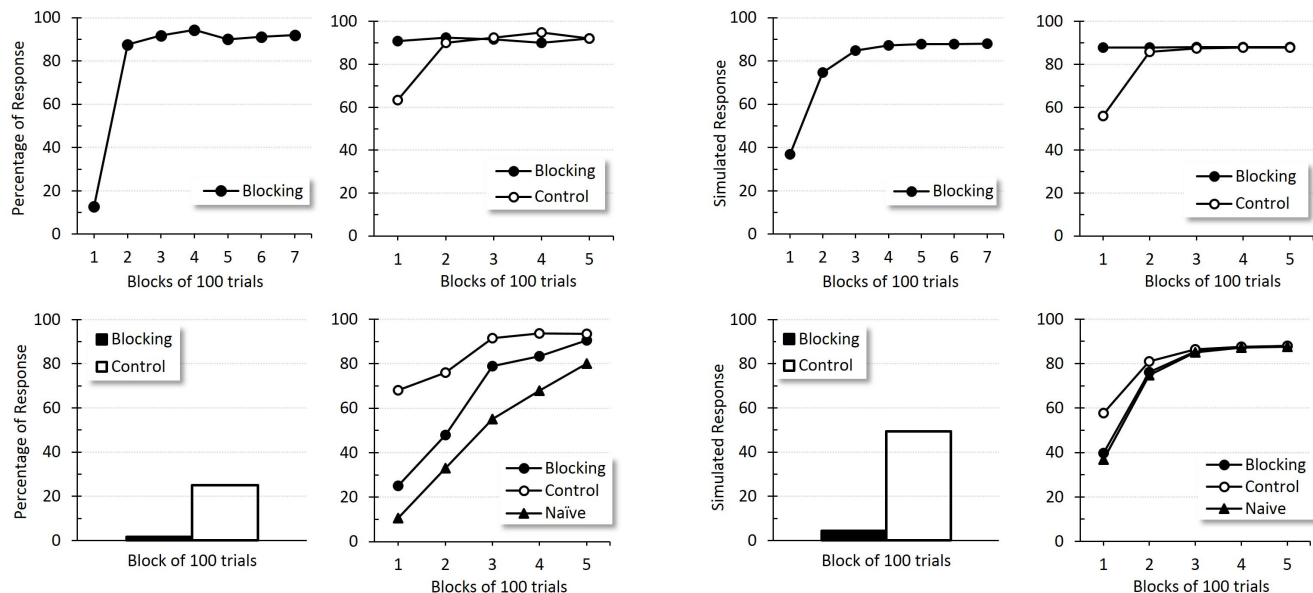 Percentage of Response
100
80
60
40
20
0
Blocking
1 2 3 4 5 6 7
Blocks of 100 trials
100
80
60
40
20
0
Blocking
Control
1 2 3 4 5
Blocks of 100 trials
Simulated Response
100
80
60
40
20
0
Blocking
1 2 3 4 5 6 7
Blocks of 100 trials
100
80
60
40
20
0
Blocking
Control
1 2 3 4 5
Blocks of 100 trials
Percentage of Response
100
80
60
40
20
0
Blocking
Control
Block of 100 trials
100
80
60
40
20
0
Blocking
Control
Naïve
1 2 3 4 5
Blocks of 100 trials
Simulated Response
100
80
60
40
20
0
Blocking
Control
Block of 100 trials
100
80
60
40
20
0
Blocking
Control
Naive
1 2 3 4 5
Blocks of 100 trials